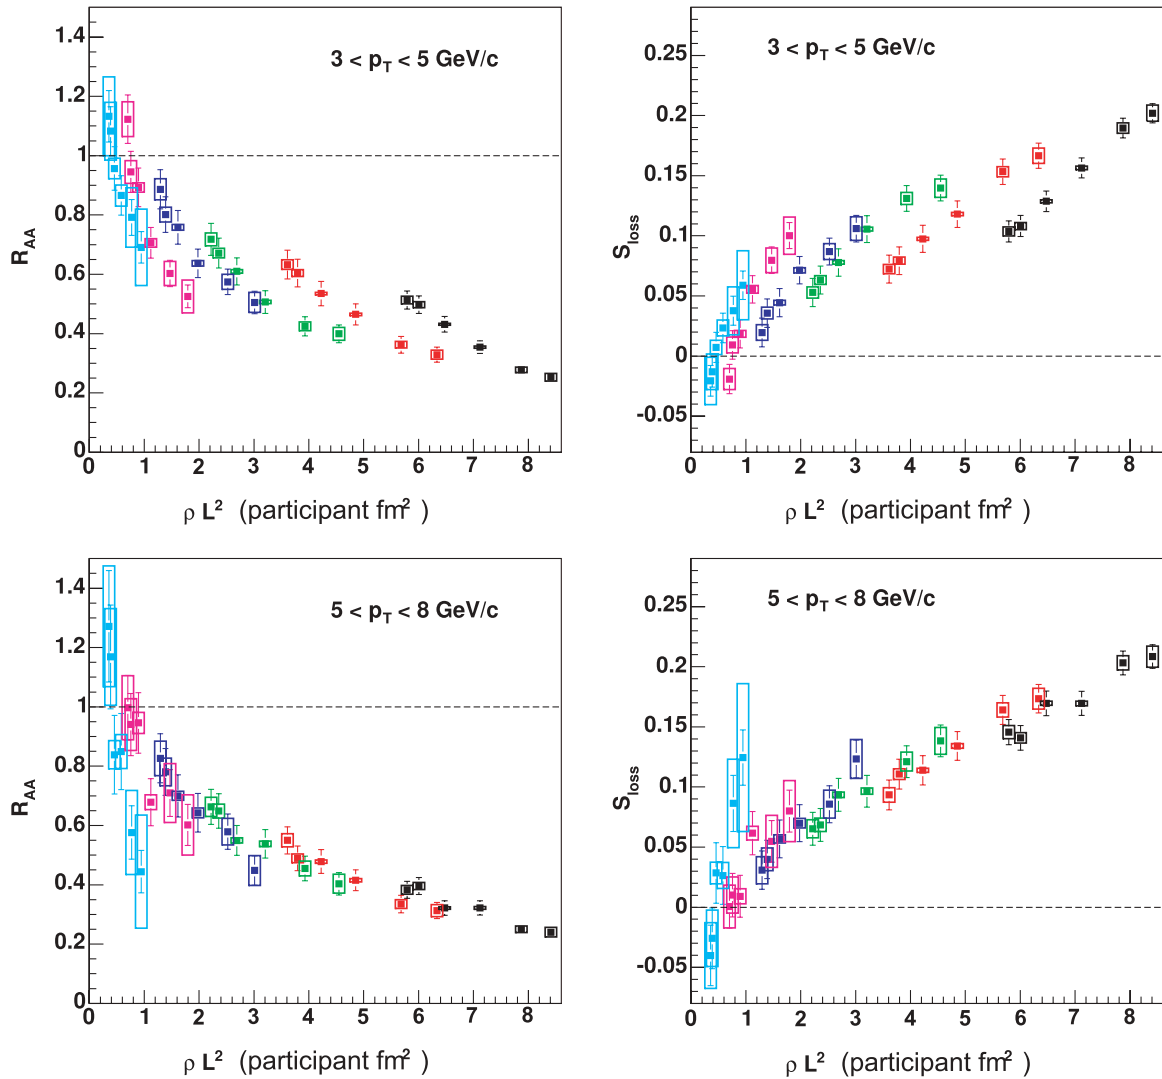 1.4
1.2
1
0.8
0.6
0.4
0.2
0
R_AA
3 < p_T < 5 GeV/c
0 1 2 3 4 5 6 7 8
ρ L² (participant fm²)
0.25
0.2
0.15
0.1
0.05
0
-0.05
S_loss
3 < p_T < 5 GeV/c
0 1 2 3 4 5 6 7 8
ρ L² (participant fm²)
1.4
1.2
1
0.8
0.6
0.4
0.2
0
R_AA
5 < p_T < 8 GeV/c
0 1 2 3 4 5 6 7 8
ρ L² (participant fm²)
0.25
0.2
0.15
0.1
0.05
0
-0.05
S_loss
5 < p_T < 8 GeV/c
0 1 2 3 4 5 6 7 8
ρ L² (participant fm²)